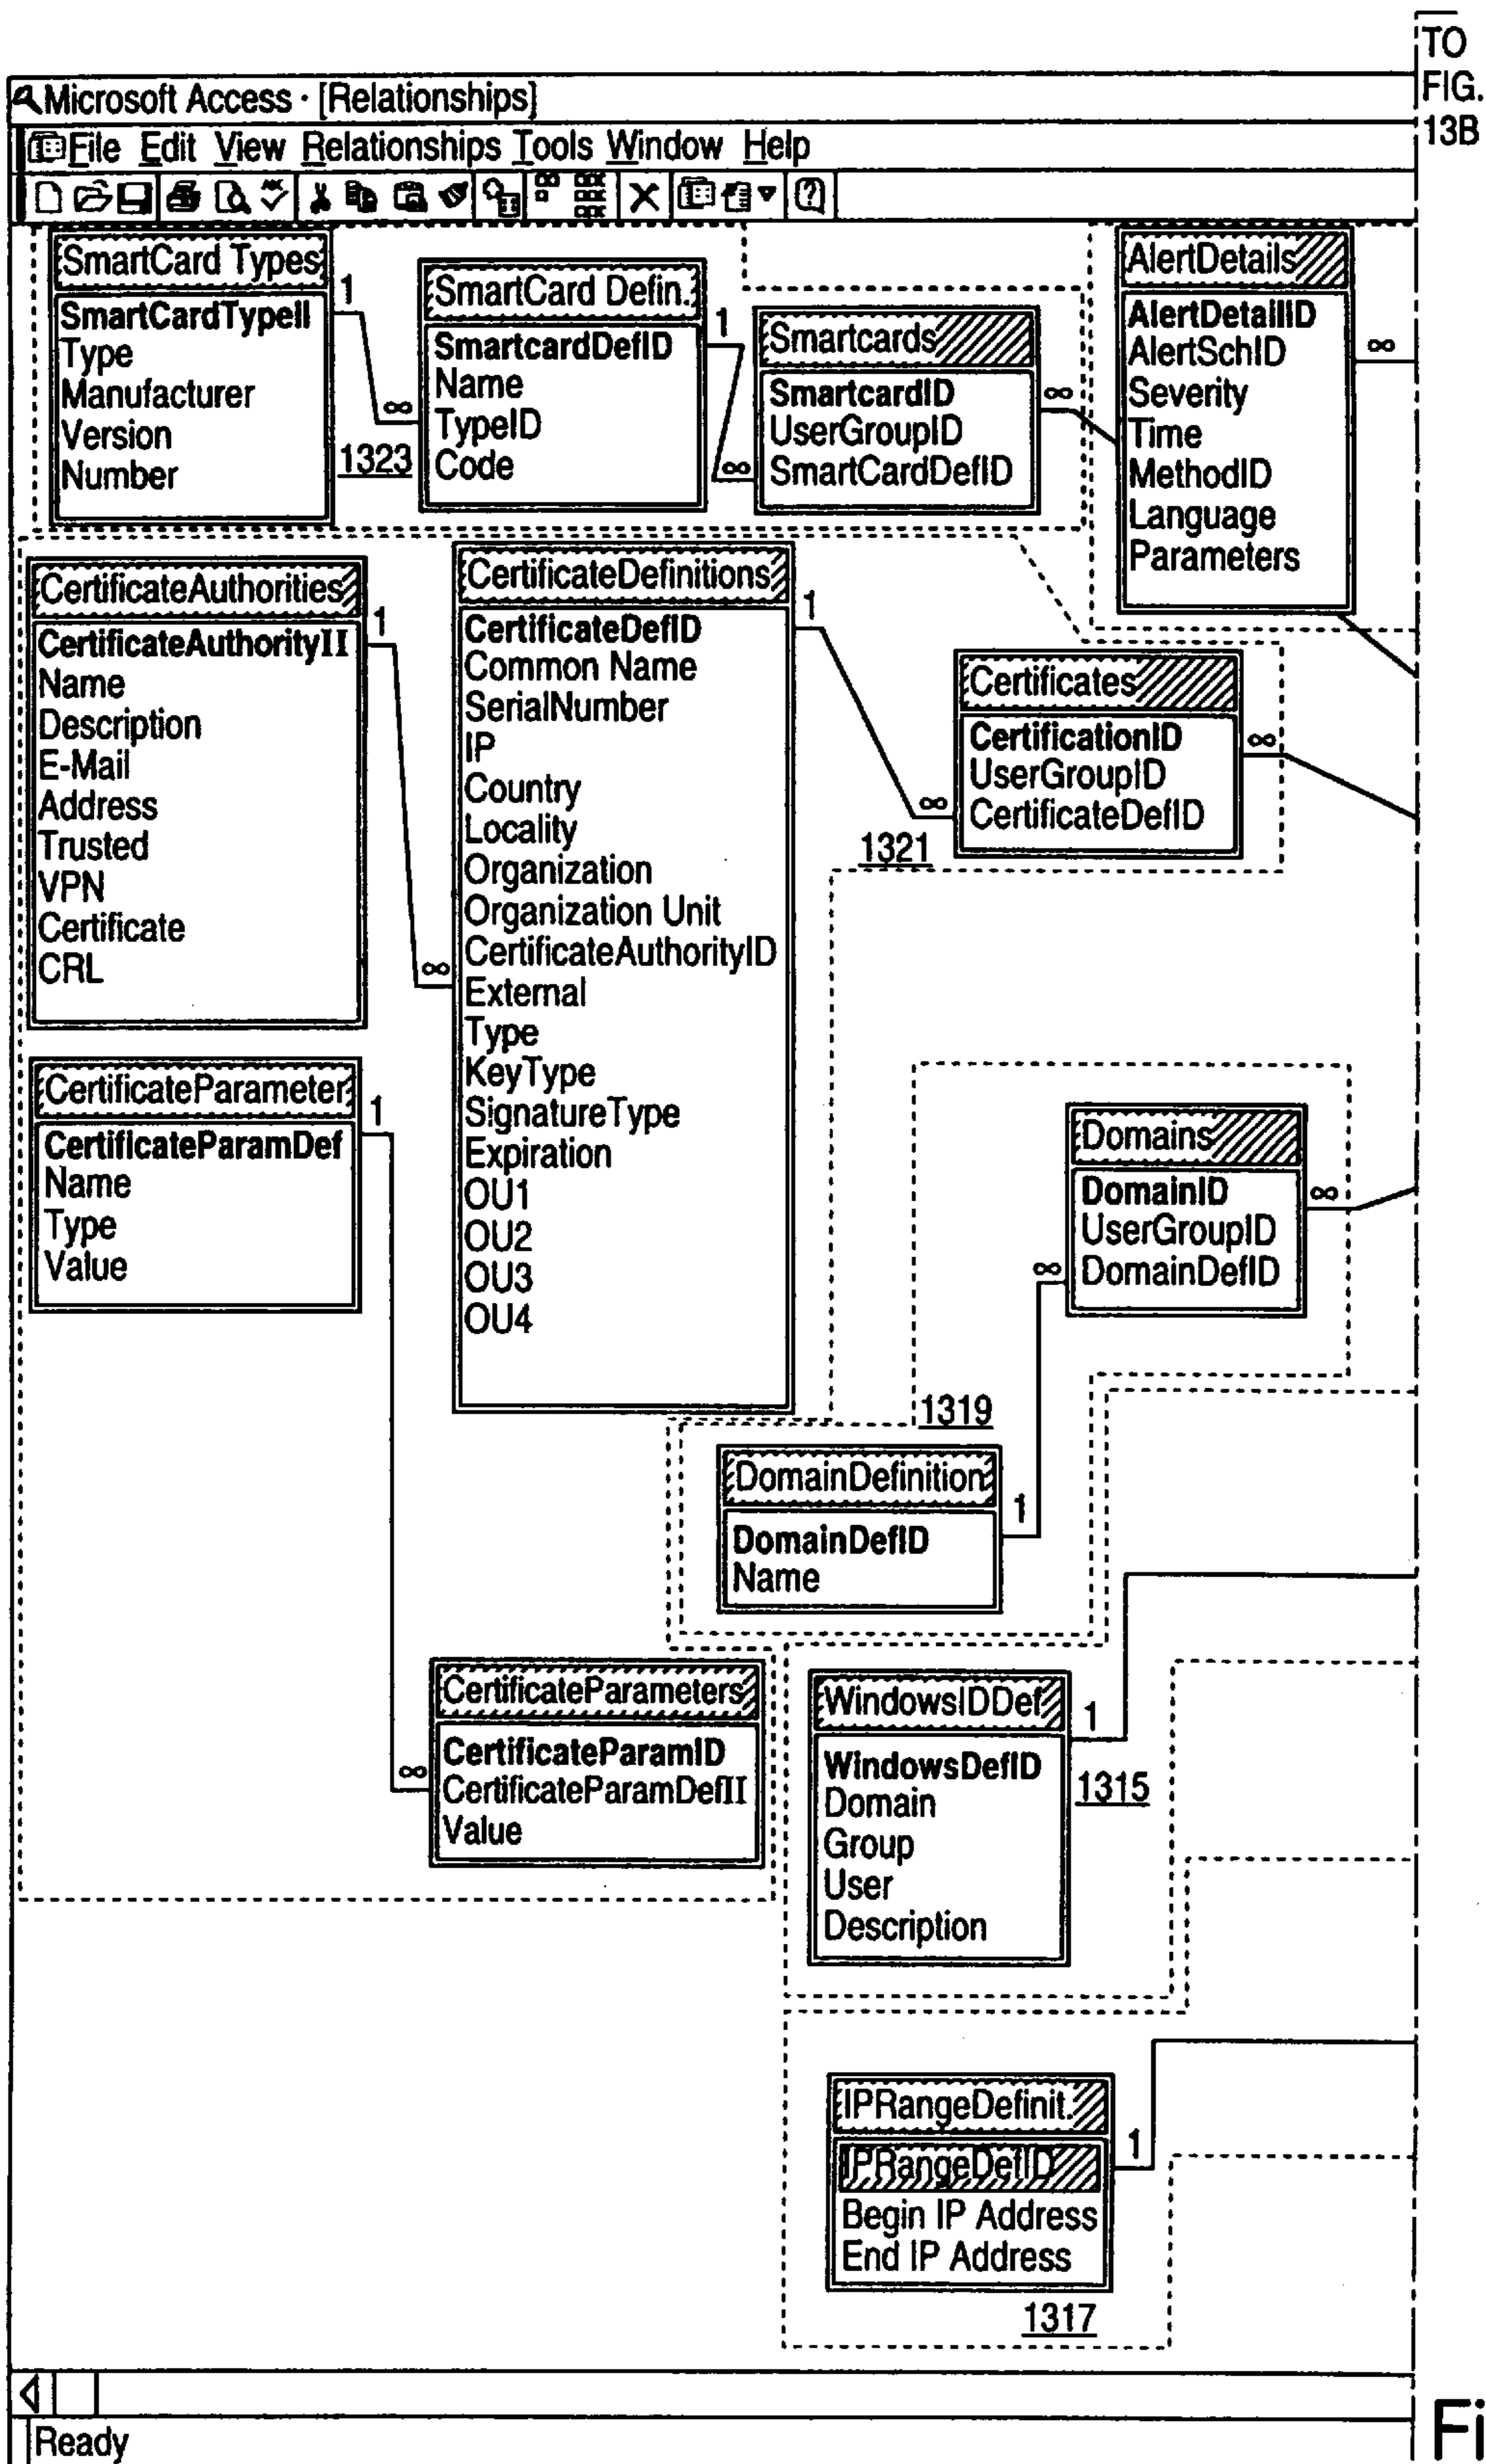 TO
FIG.
13B
Microsoft Access · [Relationships]
File Edit View Relationships Tools Window Help
SmartCard Types
SmartCardTypeII
Type
Manufacturer
Version
Number
1
∞
1323
SmartCard Defin.
SmartcardDefID
Name
TypeID
Code
1
∞
Smartcards
SmartcardID
UserGroupID
SmartCardDefID
∞
AlertDetails
AlertDetailID
AlertSchID
Severity
Time
MethodID
Language
Parameters
∞
CertificateAuthorities
CertificateAuthorityII
Name
Description
E-Mail
Address
Trusted
VPN
Certificate
CRL
1
∞
CertificateDefinitions
CertificateDefID
Common Name
SerialNumber
IP
Country
Locality
Organization
Organization Unit
CertificateAuthorityID
External
Type
KeyType
SignatureType
Expiration
OU1
OU2
OU3
OU4
1
∞
1321
Certificates
CertificationID
UserGroupID
CertificateDefID
∞
CertificateParameter
CertificateParamDef
Name
Type
Value
1
∞
Domains
DomainID
UserGroupID
DomainDefID
∞
∞
1319
DomainDefinition
DomainDefID
Name
1
CertificateParameters
CertificateParamID
CertificateParamDefII
Value
WindowsIDDef
WindowsDefID
Domain
Group
User
Description
1
1315
IPRangeDefinit.
IPRangeDefID
Begin IP Address
End IP Address
1
1317
Ready
Fi